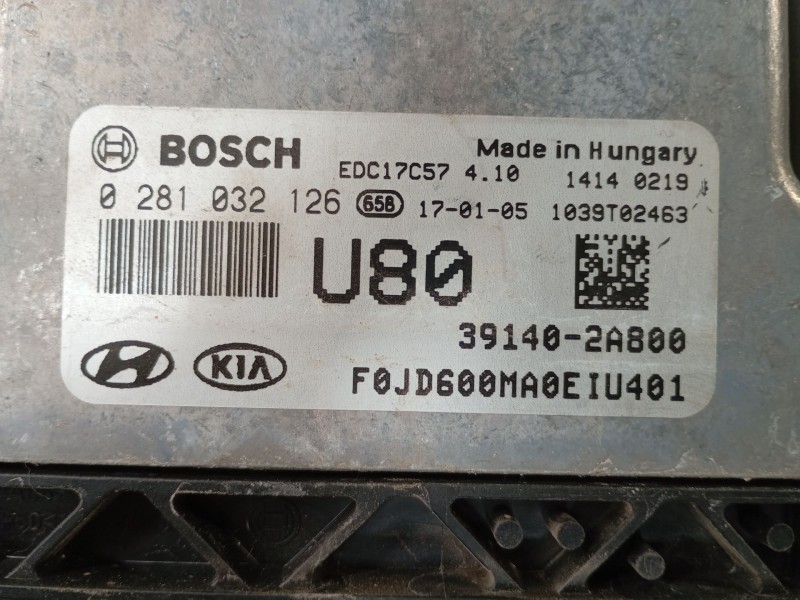 BOSCH
Made in Hungary
EDC17C57 4.10
1414 0219
0 281 032 126
65B
17-01-05
1039T02463
U80
39140-2A800
KIA
F0JD600MA0EIU401